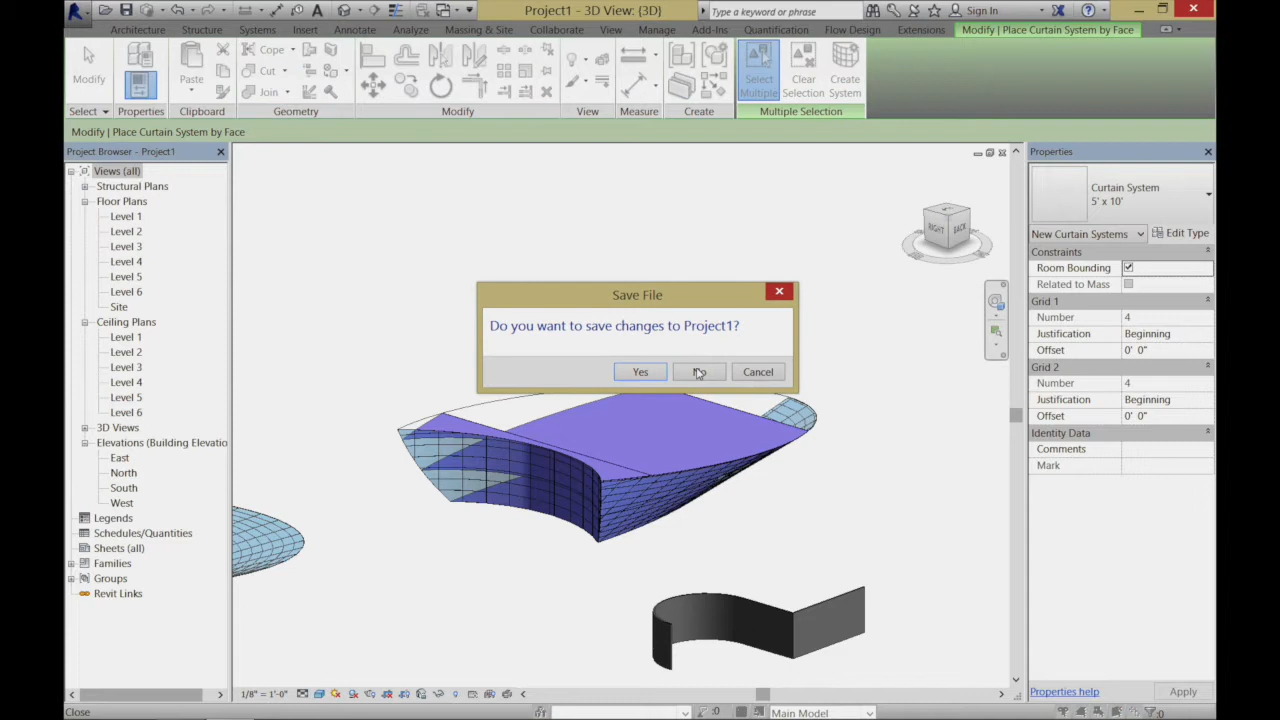 Project1 - 3D View: {3D}
Type a keyword or phrase
Sign In
Architecture Structure Systems Insert Annotate Analyze Massing & Site Collaborate View Manage Add-Ins Quantification Flow Design Extensions Modify | Place Curtain System by Face
Modify
Paste
Cope
Cut
Join
Select Multiple
Clear Selection
Create System
Select Properties Clipboard Geometry Modify View Measure Create Multiple Selection
Modify | Place Curtain System by Face
Project Browser - Project1
Views (all)
Structural Plans
Floor Plans
Level 1
Level 2
Level 3
Level 4
Level 5
Level 6
Site
Ceiling Plans
Level 1
Level 2
Level 3
Level 4
Level 5
Level 6
3D Views
Elevations (Building Elevatio
East
North
South
West
Legends
Schedules/Quantities
Sheets (all)
Families
Groups
Revit Links
RIGHT
BACK
Save File
Do you want to save changes to Project1?
Yes
Cancel
Properties
Curtain System
5' x 10'
New Curtain Systems
Edit Type
Constraints
Room Bounding
Related to Mass
Grid 1
Number 4
Justification Beginning
Offset 0' 0"
Grid 2
Number 4
Justification Beginning
Offset 0' 0"
Identity Data
Comments
Mark
Properties help
Apply
1/8" = 1'-0"
Close
:0
Main Model
:0